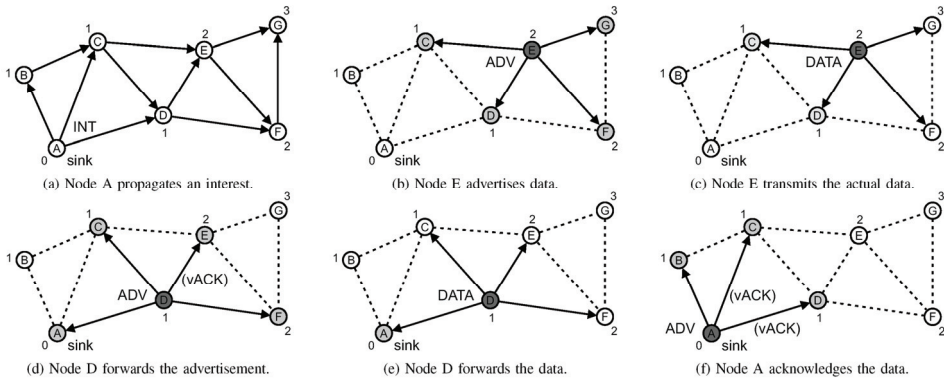 3
G
1
C
2
E
1 B
INT
D
1
F
2
A
0 sink
(a) Node A propagates an interest.
3
G
1
C
2
E
ADV
1 B
D
1
F
2
A
0 sink
(b) Node E advertises data.
3
G
1
C
2
E
DATA
1 B
D
1
F
2
A
0 sink
(c) Node E transmits the actual data.
3
G
1
C
2
E
1 B
(vACK)
ADV D
1
F
2
A
0 sink
(d) Node D forwards the advertisement.
3
G
1
C
2
E
1 B
DATA D
1
F
2
A
0 sink
(e) Node D forwards the data.
3
G
1
C
2
E
1 B
(vACK)
D
1
(vACK)
F
2
ADV A
0 sink
(f) Node A acknowledges the data.